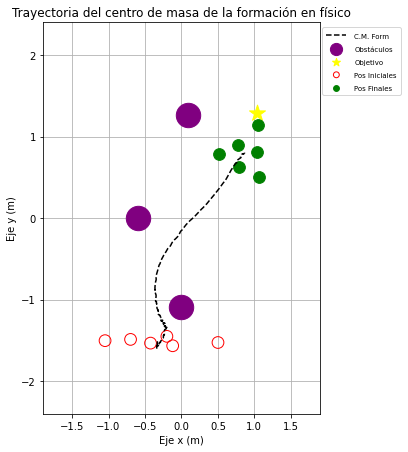 Trayectoria del centro de masa de la formación en físico
C.M. Form
Obstáculos
Objetivo
Pos Iniciales
Pos Finales
Eje y (m)
2
1
0
−1
−2
−1.5
−1.0
−0.5
0.0
0.5
1.0
1.5
Eje x (m)